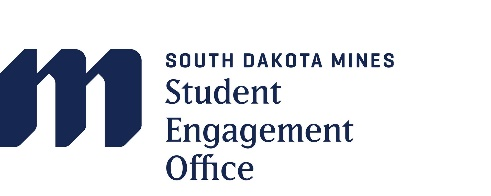 SOUTH DAKOTA MINES
Student
Engagement
Office